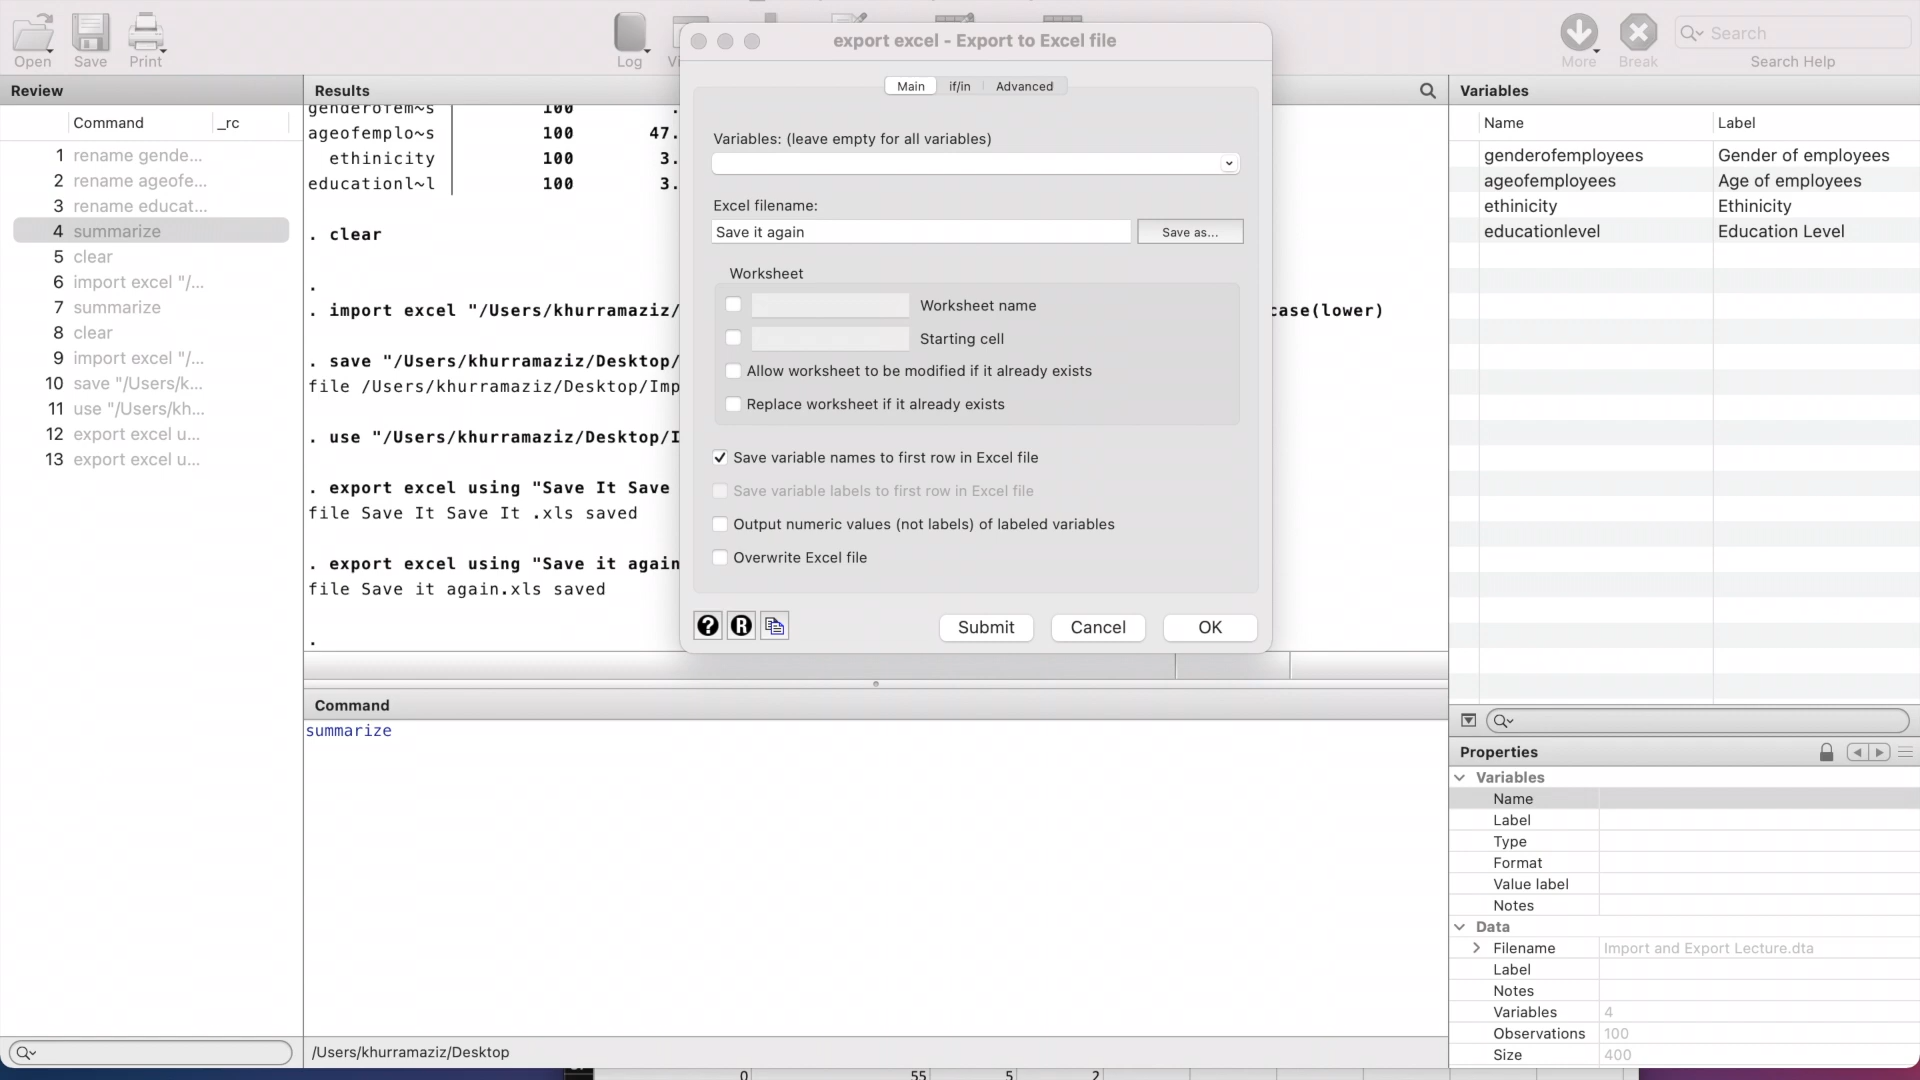 export excel - Export to Excel file
Open
Save
Print
Log
More
Break
Search
Search Help
Review
Command
_rc
1 rename gende...
2 rename ageofe...
3 rename educat...
4 summarize
5 clear
6 import excel "/...
7 summarize
8 clear
9 import excel "/...
10 save "/Users/k...
11 use "/Users/kh...
12 export excel u...
13 export excel u...
Results
genderofem~s 100
ageofemplo~s 100 47.
ethinicity 100 3.
educationl~l 100 3.
. clear
.
. import excel "/Users/khurramaziz/
case(lower)
. save "/Users/khurramaziz/Desktop/
file /Users/khurramaziz/Desktop/Imp
. use "/Users/khurramaziz/Desktop/I
. export excel using "Save It Save
file Save It Save It .xls saved
. export excel using "Save it again
file Save it again.xls saved
.
Main
if/in
Advanced
Variables: (leave empty for all variables)
Excel filename:
Save it again
Save as...
Worksheet
Worksheet name
Starting cell
Allow worksheet to be modified if it already exists
Replace worksheet if it already exists
Save variable names to first row in Excel file
Save variable labels to first row in Excel file
Output numeric values (not labels) of labeled variables
Overwrite Excel file
? R
Submit
Cancel
OK
Command
summarize
/Users/khurramaziz/Desktop
0 55 5 2
Variables
Name Label
genderofemployees Gender of employees
ageofemployees Age of employees
ethinicity Ethinicity
educationlevel Education Level
Properties
Variables
Name
Label
Type
Format
Value label
Notes
Data
Filename Import and Export Lecture.dta
Label
Notes
Variables 4
Observations 100
Size 400